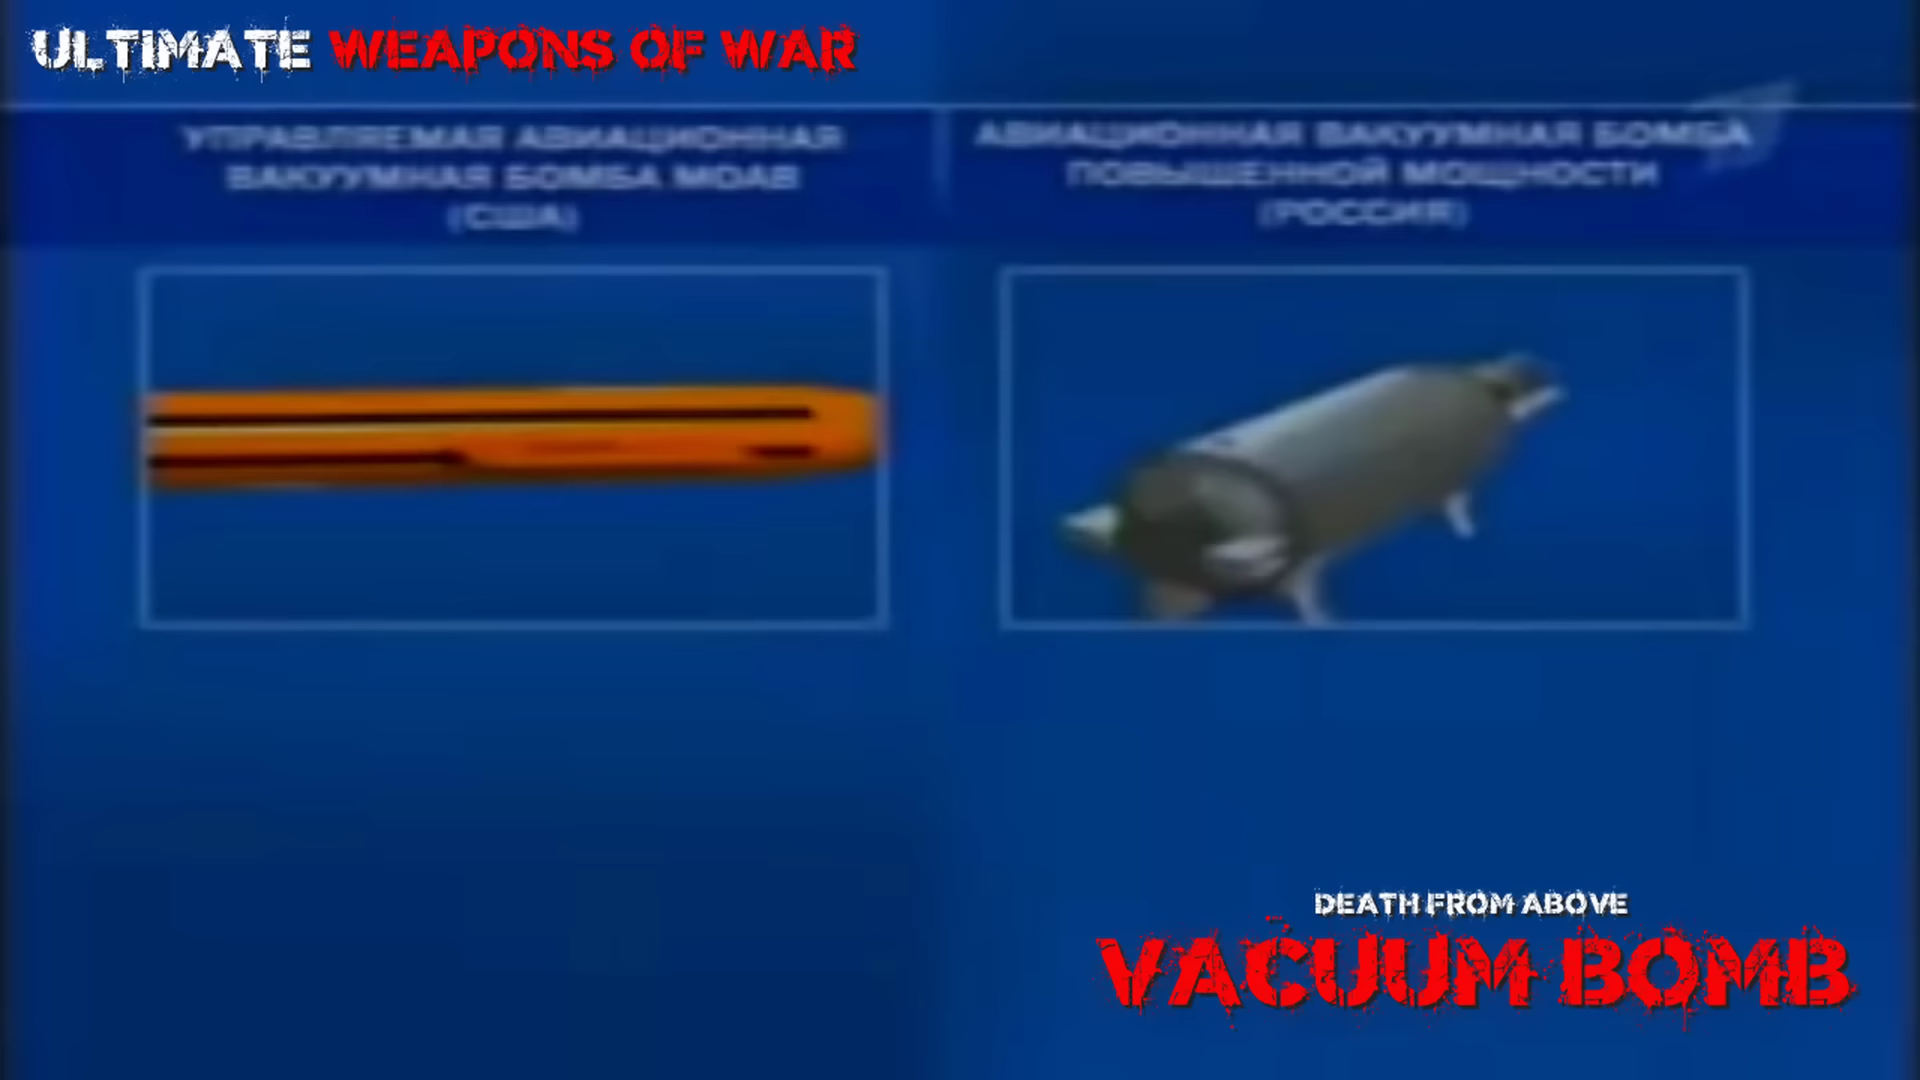 ULTIMATE WEAPONS OF WAR
УПРАВЛЯЕМАЯ АВИАЦИОННАЯ
ВАКУУМНАЯ БОМБА MOAB
(США)
АВИАЦИОННАЯ ВАКУУМНАЯ БОМБА
ПОВЫШЕННОЙ МОЩНОСТИ
(РОССИЯ)
DEATH FROM ABOVE
VACUUM BOMB